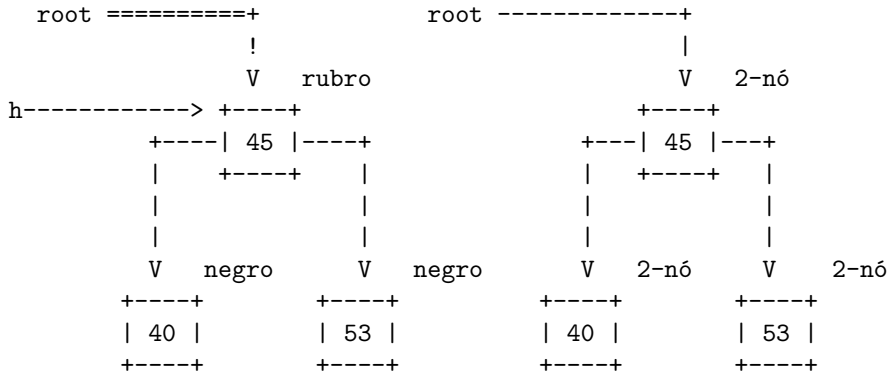 root ==========+ root -------------+
! |
V rubro V 2-nó
h------------> +----+ +----+
+----| 45 |----+ +---| 45 |---+
| +----+ | | +----+ |
| | | |
| | | |
V negro V negro V 2-nó V 2-nó
+----+ +----+ +----+ +----+
| 40 | | 53 | | 40 | | 53 |
+----+ +----+ +----+ +----+